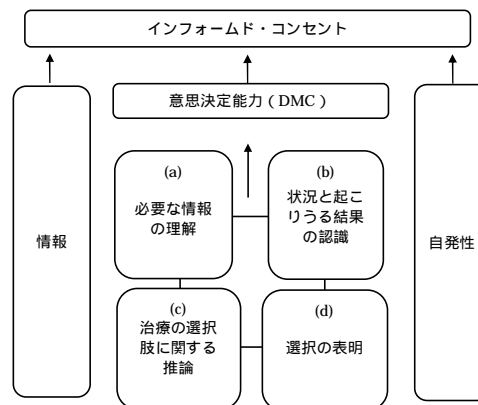 インフォームド・コンセント
意思決定能力（DMC）
情報
(a)
必要な情報
の理解
(b)
状況と起こ
りうる結果
の認識
(c)
治療の選択
肢に関する
推論
(d)
選択の表明
自発性